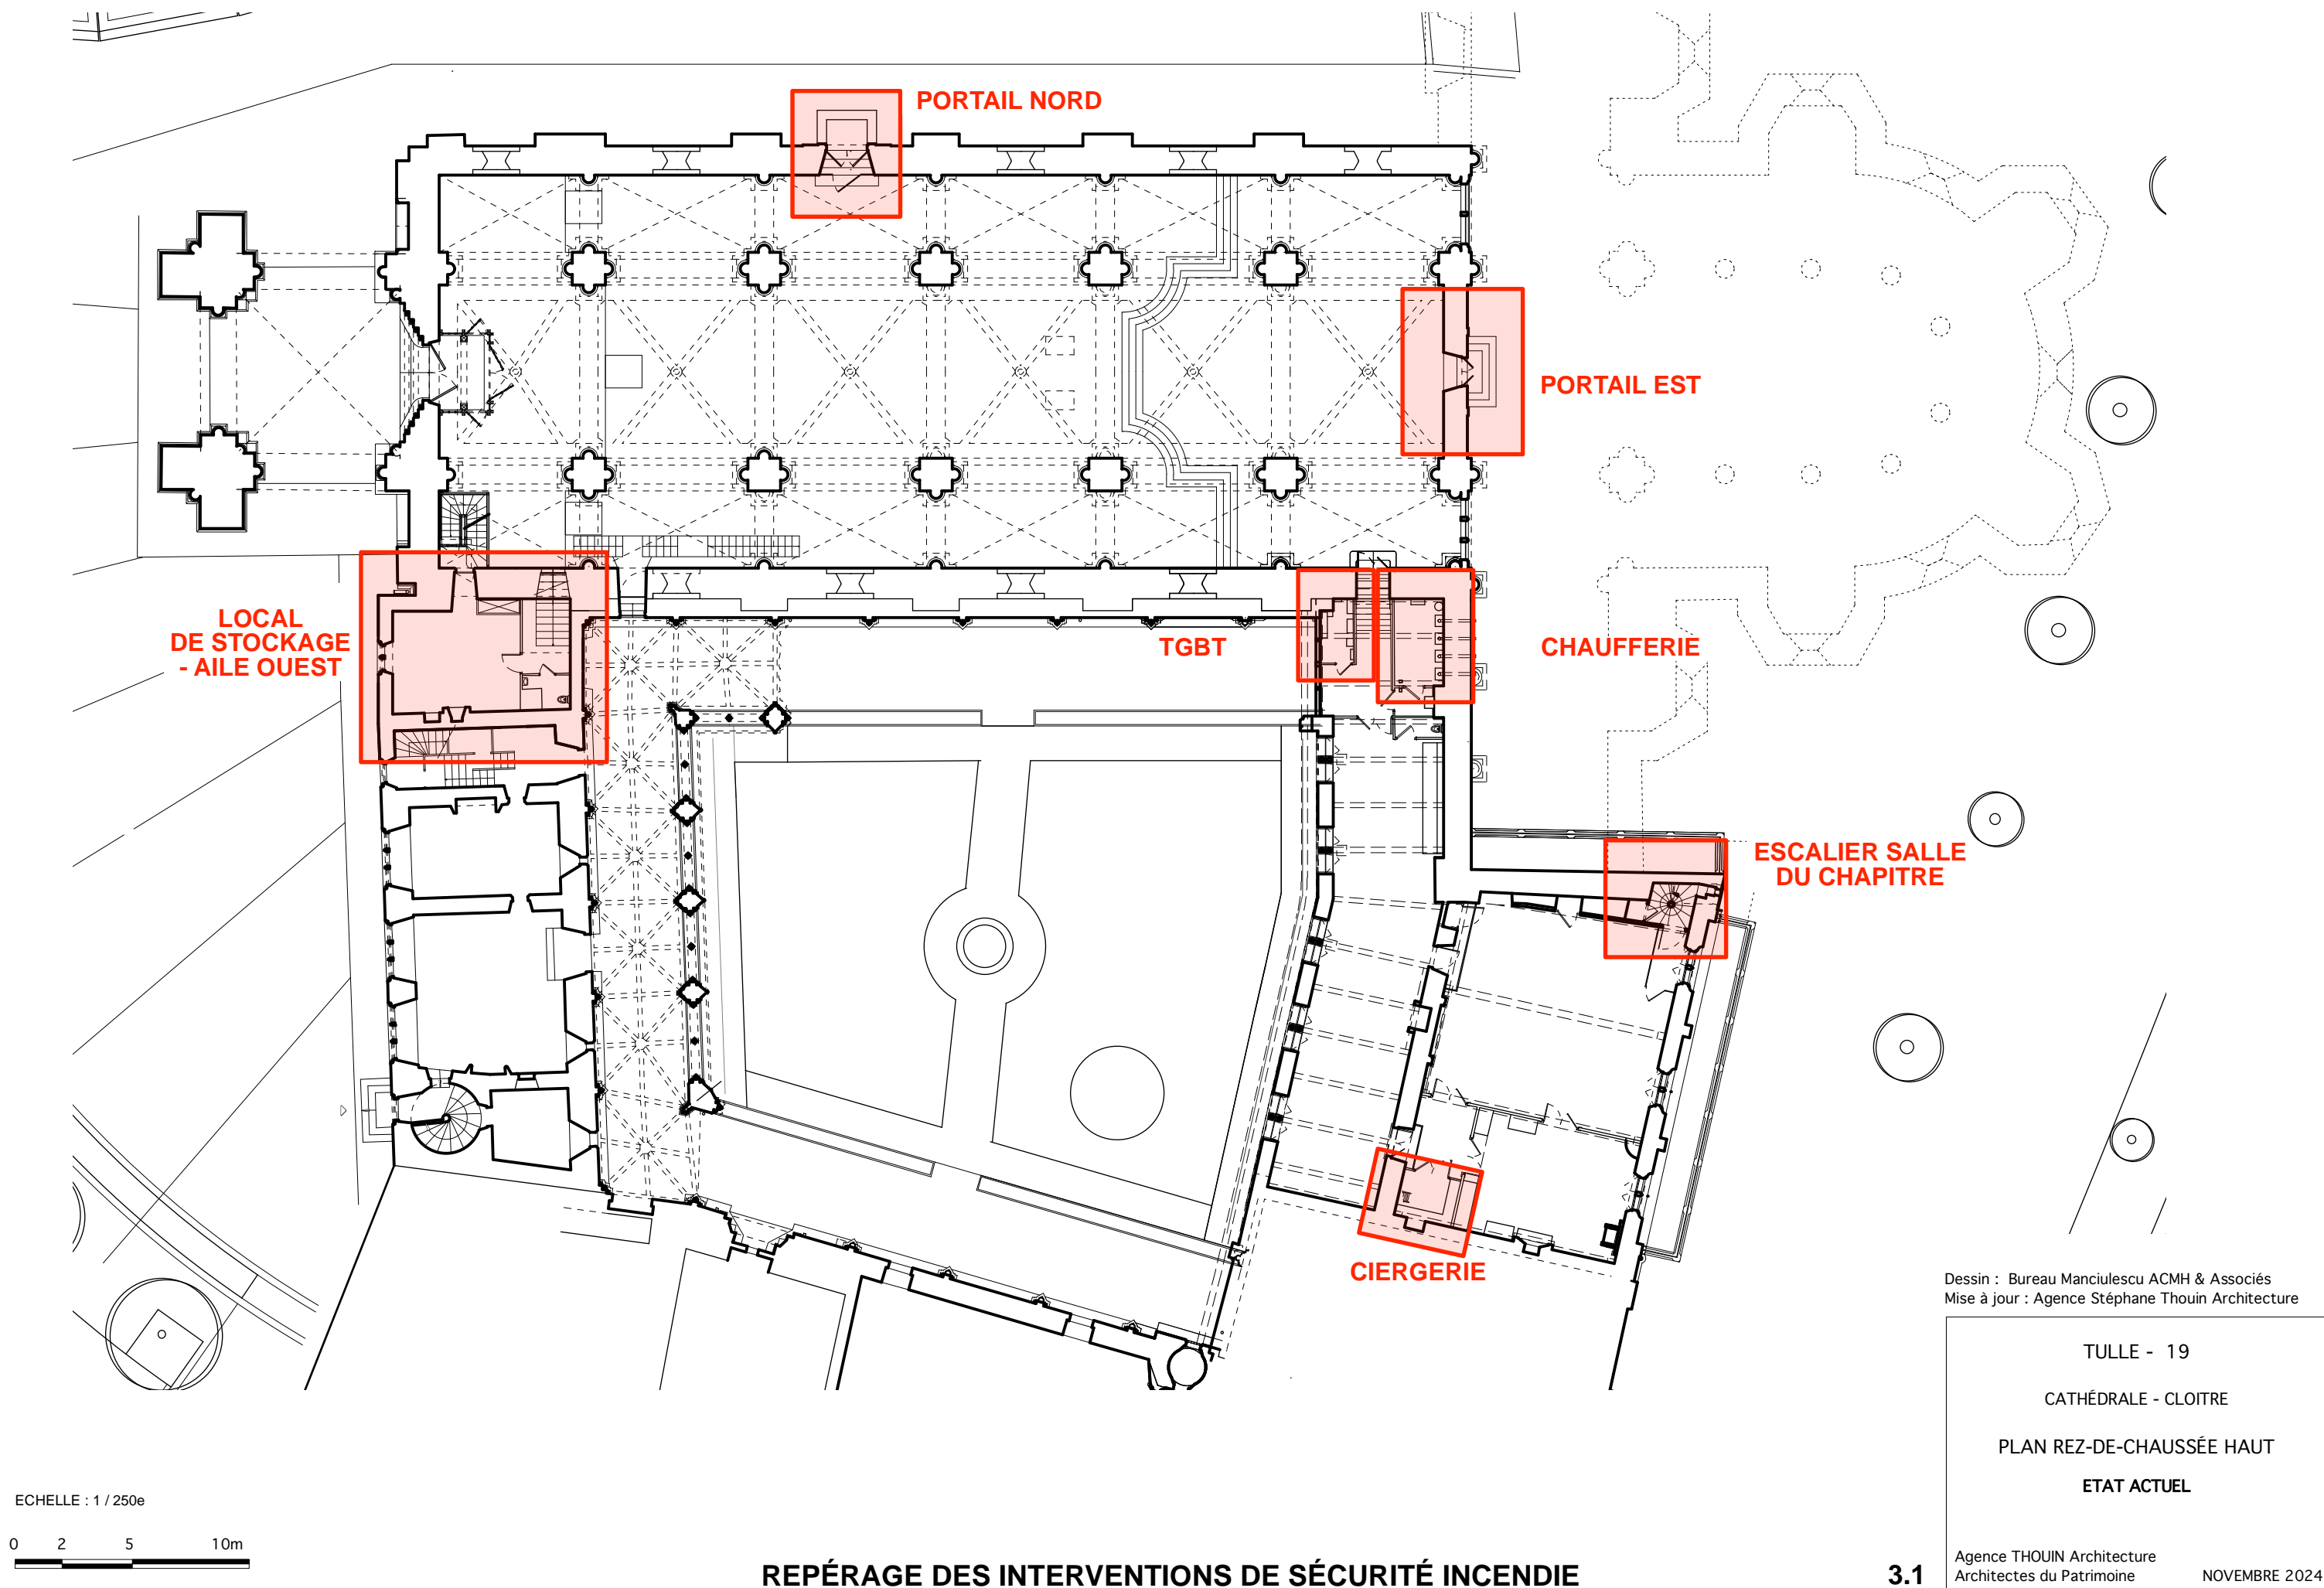 PORTAIL NORD
PORTAIL EST
LOCAL
DE STOCKAGE
- AILE OUEST
TGBT
CHAUFFERIE
ESCALIER SALLE
DU CHAPITRE
CIERGERIE
Dessin : Bureau Manciulescu ACMH & Associés
Mise à jour : Agence Stéphane Thouin Architecture
TULLE - 19
CATHÉDRALE - CLOITRE
PLAN REZ-DE-CHAUSSÉE HAUT
ETAT ACTUEL
ECHELLE : 1 / 250e
0 2 5 10m
REPÉRAGE DES INTERVENTIONS DE SÉCURITÉ INCENDIE
3.1
Agence THOUIN Architecture
Architectes du Patrimoine
NOVEMBRE 2024